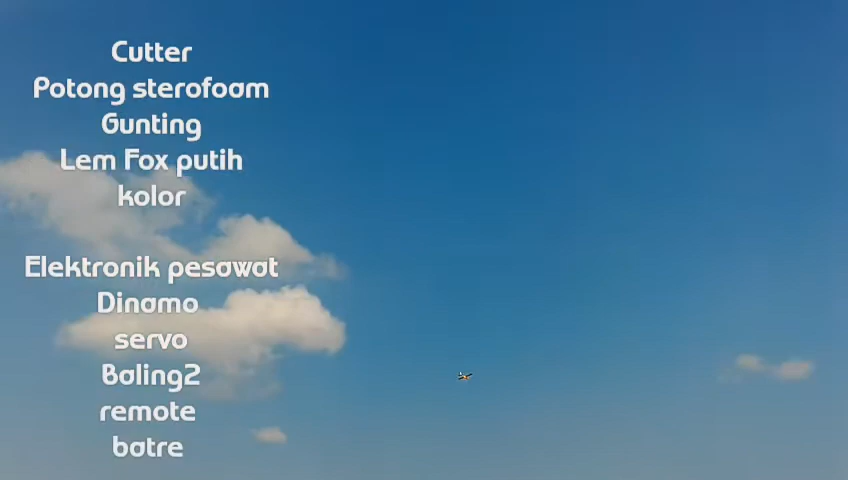 Cutter
Potong sterofoam
Gunting
Lem Fox putih
kolor
Elektronik pesawat
Dinamo
servo
Baling2
remote
batre